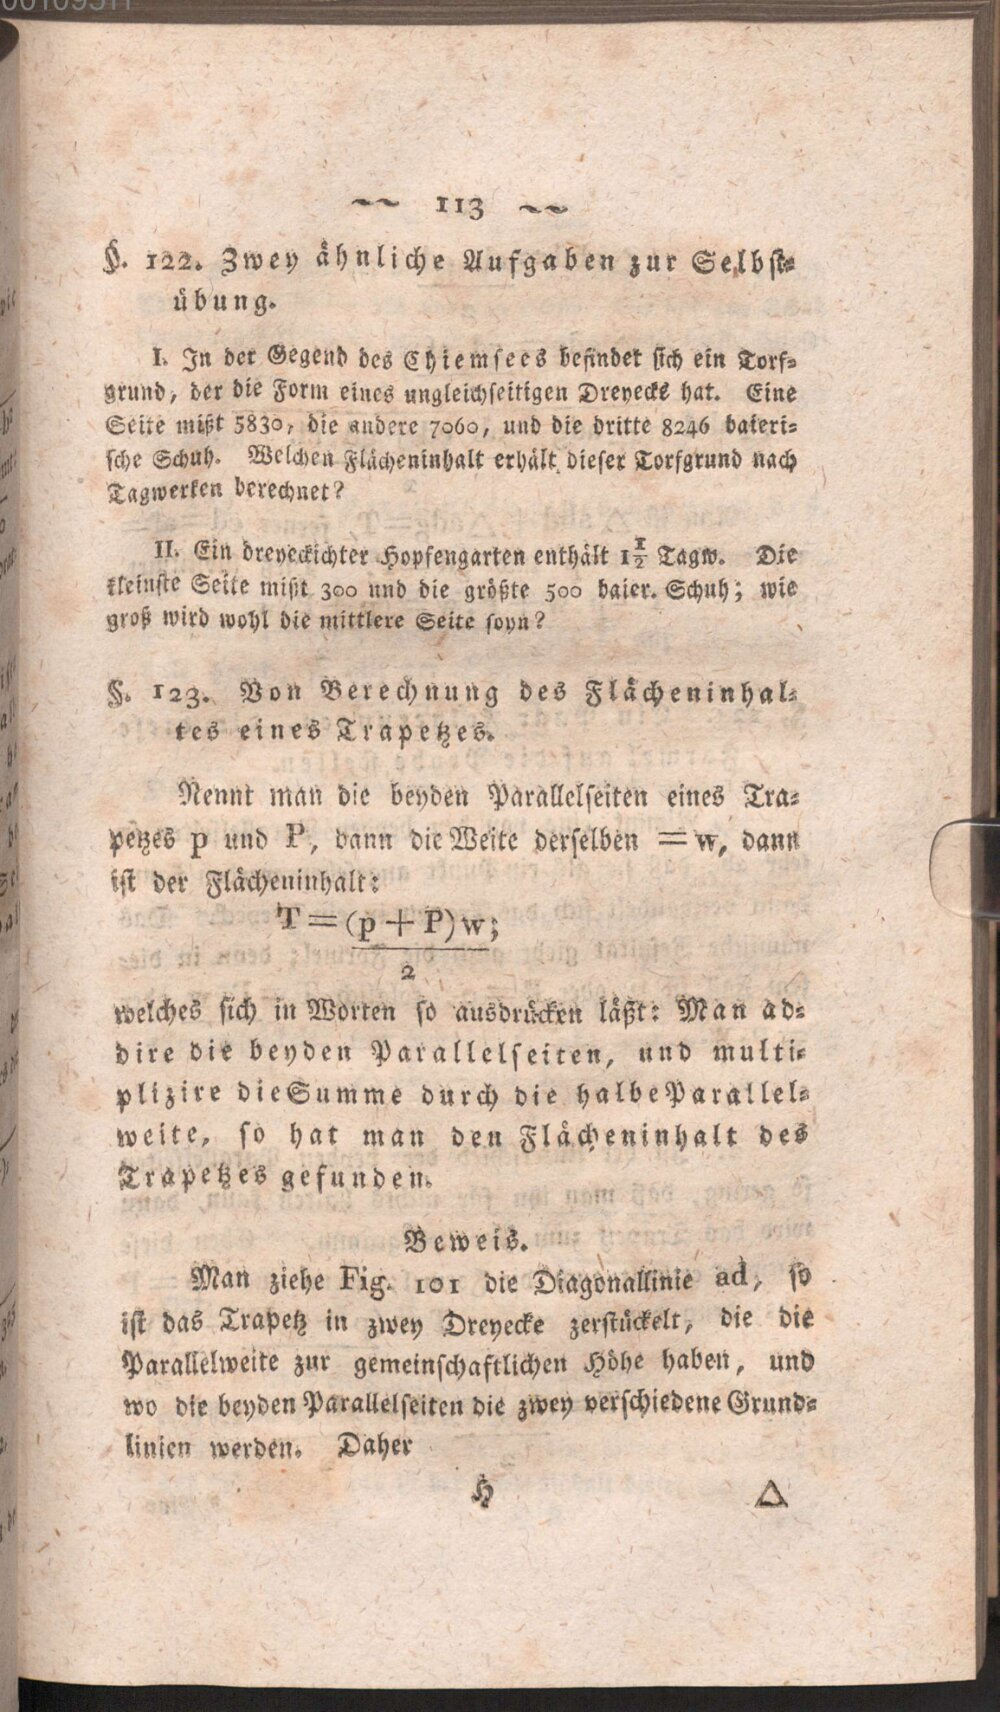 113
§. 122. Zwey ähnliche Aufgaben zur Selbst-
übung.
I. In der Gegend des Chiemsees befindet sich ein Torf-
grund, der die Form eines ungleichseitigen Dreyecks hat. Eine
Seite mißt 5830, die andere 7060, und die dritte 8246 baieri-
sche Schuh. Welchen Flächeninhalt erhält dieser Torfgrund nach
Tagwerken berechnet?
II. Ein dreyeckichter Hopfengarten enthält 1½ Tagw. Die
kleinste Seite mißt 300 und die größte 500 baier. Schuh; wie
groß wird wohl die mittlere Seite soyn?
§. 123. Von Berechnung des Flächeninhal-
tes eines Trapetzes.
Nennt man die beyden Parallelseiten eines Tra-
petzes p und P, dann die Weite derselben = w, dann
ist der Flächeninhalt:
T = (p + P) w;
2
welches sich in Worten so ausdrücken läßt: Man ad-
dire die beyden Parallelseiten, und multi-
plizire die Summe durch die halbe Parallel-
weite, so hat man den Flächeninhalt des
Trapetzes gefunden.
Beweis.
Man ziehe Fig. 101 die Diagonallinie ad, so
ist das Trapetz in zwey Dreyecke zerstückelt, die die
Parallelweite zur gemeinschaftlichen Höhe haben, und
wo die beyden Parallelseiten die zwey verschiedene Grund-
linien werden. Daher
H △